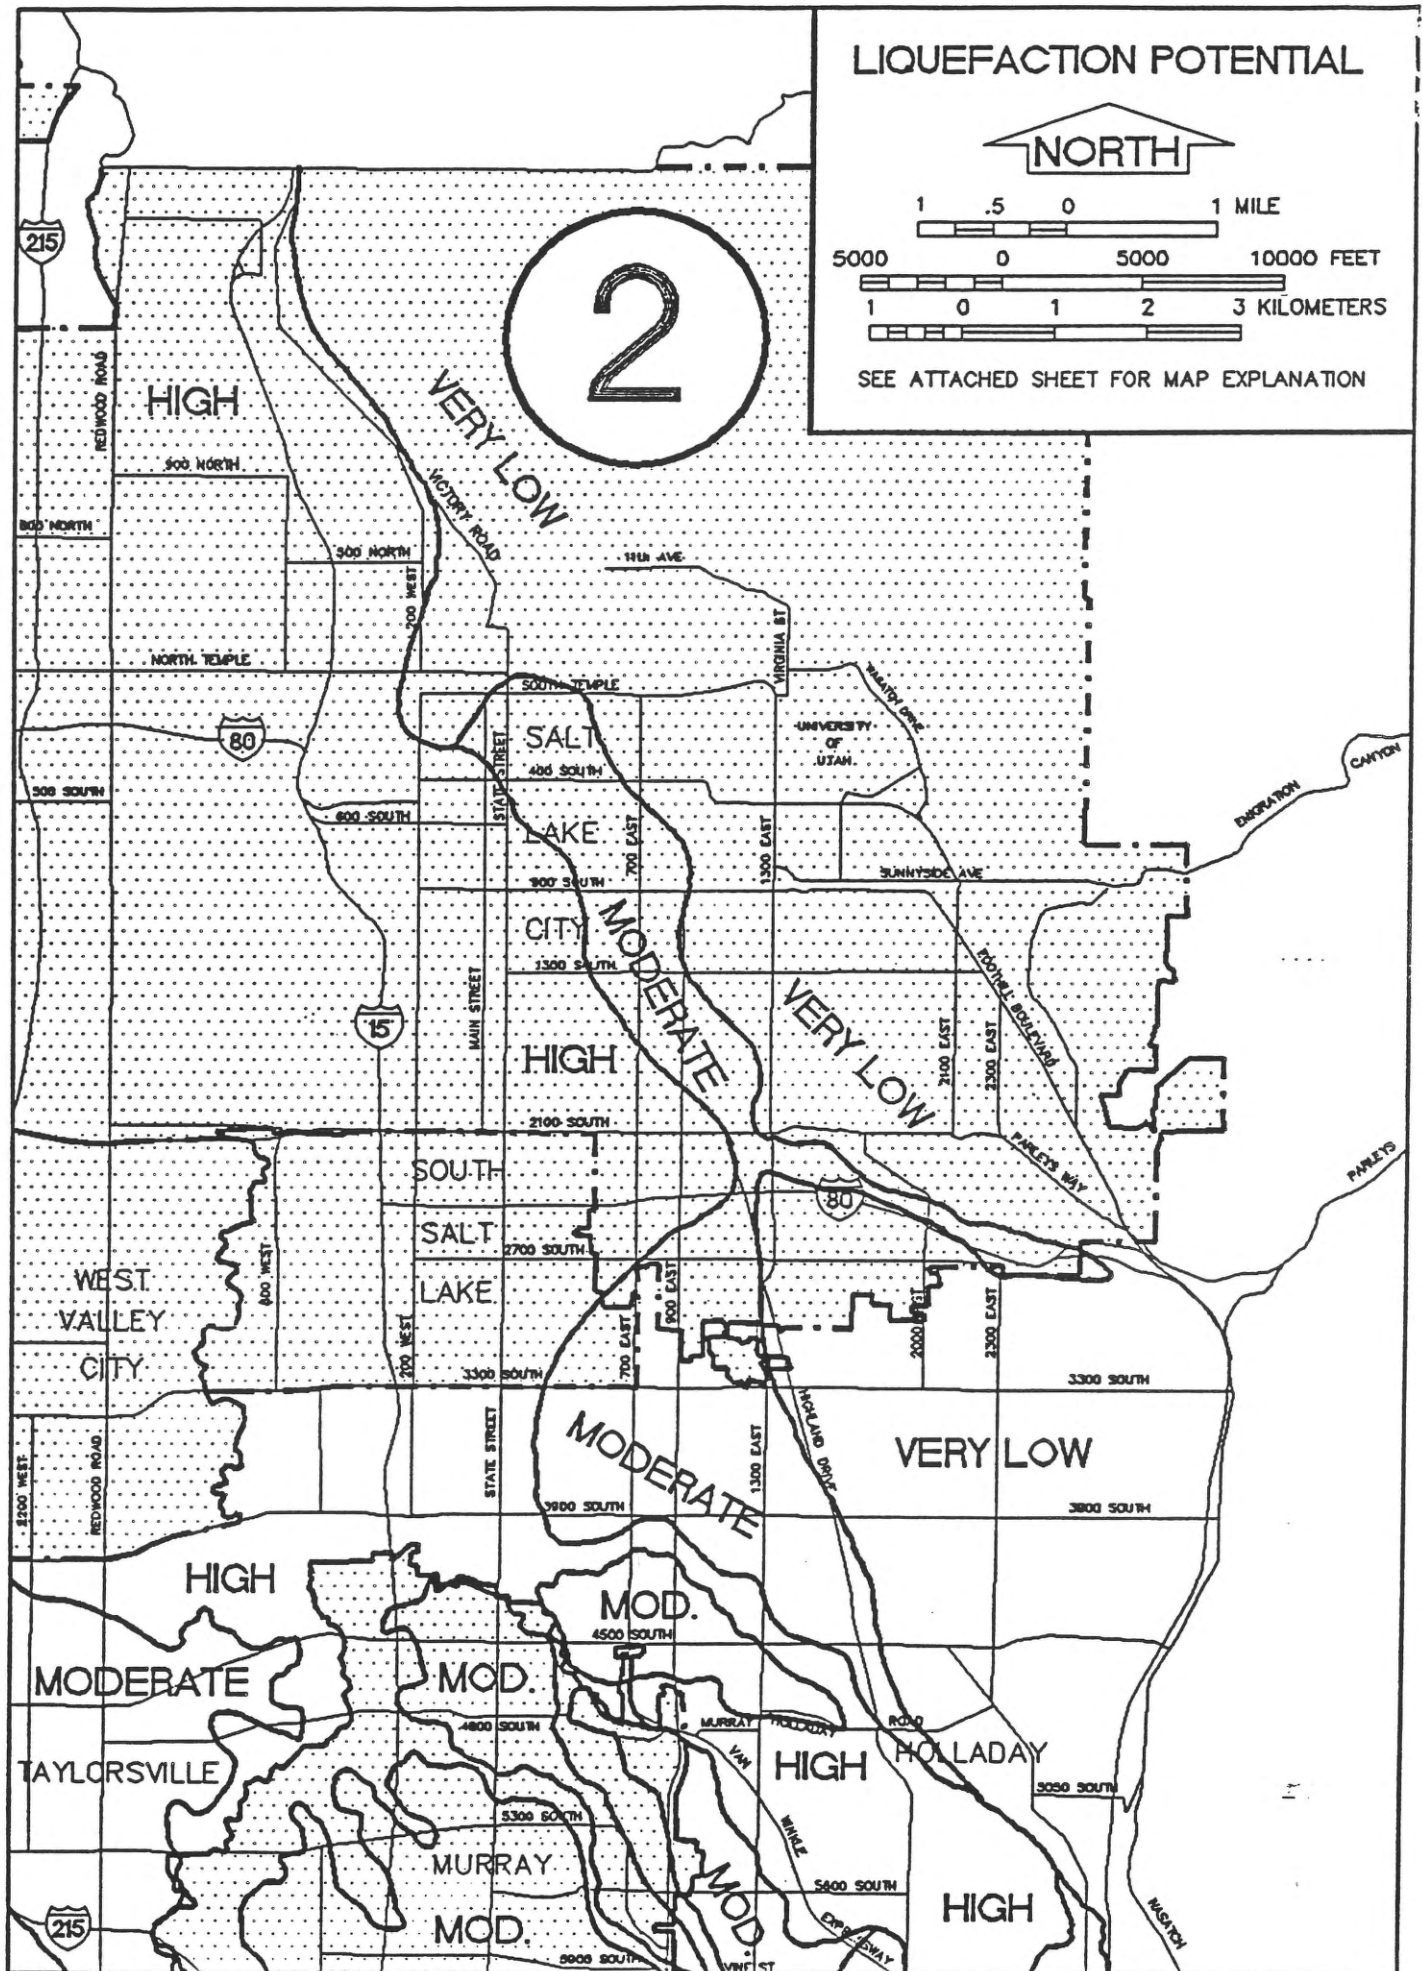 LIQUEFACTION POTENTIAL
NORTH
1 .5 0 1 MILE
5000 0 5000 10000 FEET
1 0 1 2 3 KILOMETERS
SEE ATTACHED SHEET FOR MAP EXPLANATION
2
215
REDWOOD ROAD
HIGH
VERY LOW
900 NORTH
VICTORY ROAD
500 NORTH
200 WEST
11th AVE
VIRGINIA ST
NORTH TEMPLE
SOUTH TEMPLE
WASATCH DRIVE
UNIVERSITY
OF
UTAH
80
STATE STREET
SALT
400 SOUTH
EMIGRATION
CANYON
500 SOUTH
600 SOUTH
LAKE
700 EAST
1300 EAST
SUNNYSIDE AVE
900 SOUTH
CITY
MODERATE
1300 SOUTH
FOOTHILL BOULEVARD
VERY LOW
MAIN STREET
15
HIGH
2100 EAST
2300 EAST
2100 SOUTH
PARLEYS WAY
PARLEYS
SOUTH
80
SALT
2700 SOUTH
WEST
VALLEY
CITY
LAKE
200 WEST
700 EAST
900 EAST
2000 EAST
2300 EAST
3300 SOUTH
3300 SOUTH
2200 WEST
REDWOOD ROAD
STATE STREET
MODERATE
1300 EAST
HIGHLAND DRIVE
VERY LOW
3900 SOUTH
HIGH
MOD.
4500 SOUTH
MODERATE
MOD.
4800 SOUTH
MURRAY HOLLADAY ROAD
VAN WINKLE EXPRESSWAY
HIGH
HOLLADAY
TAYLORSVILLE
5050 SOUTH
5300 SOUTH
MURRAY
MOD.
5600 SOUTH
HIGH
WASATCH
215
MOD.
5900 SOUTH
VINE ST